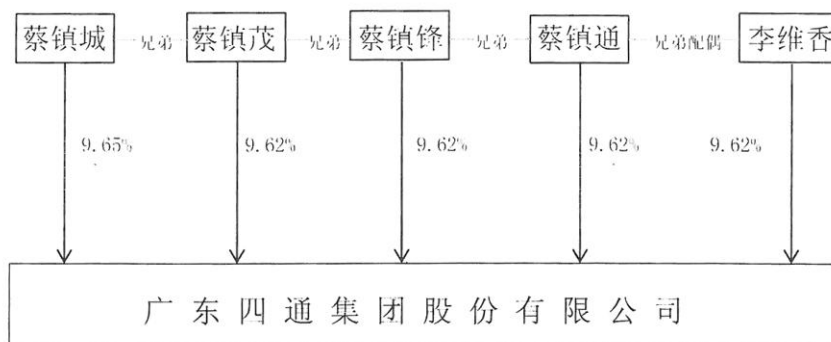 蔡镇城 兄弟 蔡镇茂 兄弟 蔡镇锋 兄弟 蔡镇通 兄弟配偶 李维香
9.65% 9.62% 9.62% 9.62% 9.62%
广东四通集团股份有限公司